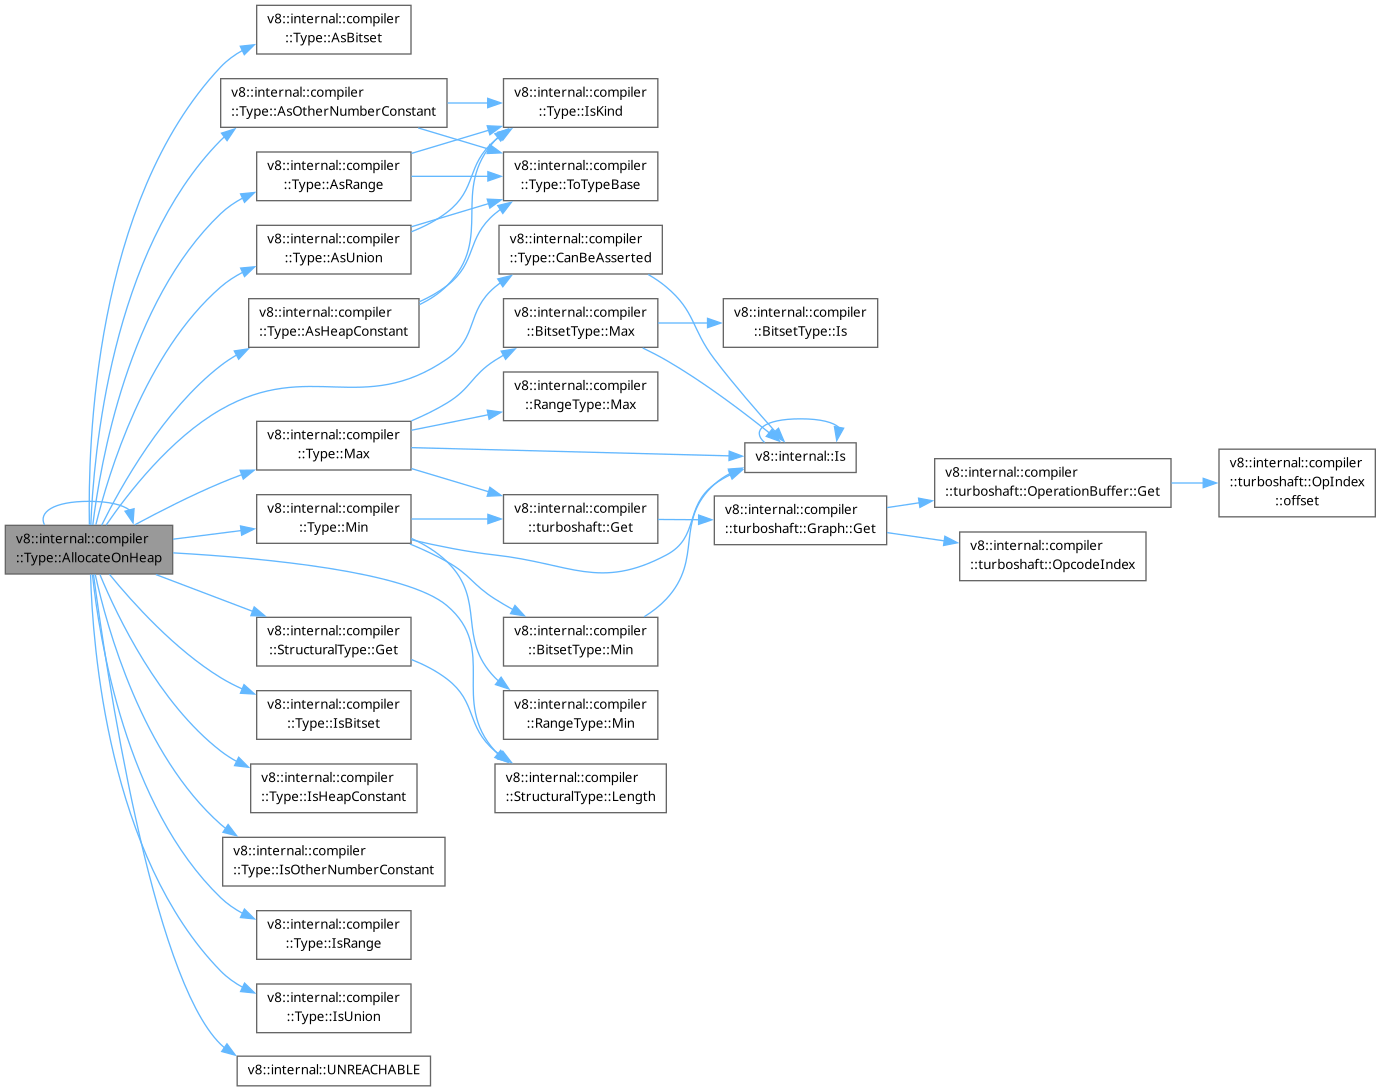 v8::internal::compiler
::Type::AllocateOnHeap
v8::internal::compiler
::Type::AsBitset
v8::internal::compiler
::Type::AsOtherNumberConstant
v8::internal::compiler
::Type::AsRange
v8::internal::compiler
::Type::AsUnion
v8::internal::compiler
::Type::AsHeapConstant
v8::internal::compiler
::Type::Max
v8::internal::compiler
::Type::Min
v8::internal::compiler
::StructuralType::Get
v8::internal::compiler
::Type::IsBitset
v8::internal::compiler
::Type::IsHeapConstant
v8::internal::compiler
::Type::IsOtherNumberConstant
v8::internal::compiler
::Type::IsRange
v8::internal::compiler
::Type::IsUnion
v8::internal::UNREACHABLE
v8::internal::compiler
::Type::IsKind
v8::internal::compiler
::Type::ToTypeBase
v8::internal::compiler
::Type::CanBeAsserted
v8::internal::compiler
::BitsetType::Max
v8::internal::compiler
::RangeType::Max
v8::internal::compiler
::turboshaft::Get
v8::internal::compiler
::BitsetType::Min
v8::internal::compiler
::RangeType::Min
v8::internal::compiler
::StructuralType::Length
v8::internal::compiler
::BitsetType::Is
v8::internal::Is
v8::internal::compiler
::turboshaft::Graph::Get
v8::internal::compiler
::turboshaft::OperationBuffer::Get
v8::internal::compiler
::turboshaft::OpcodeIndex
v8::internal::compiler
::turboshaft::OpIndex
::offset